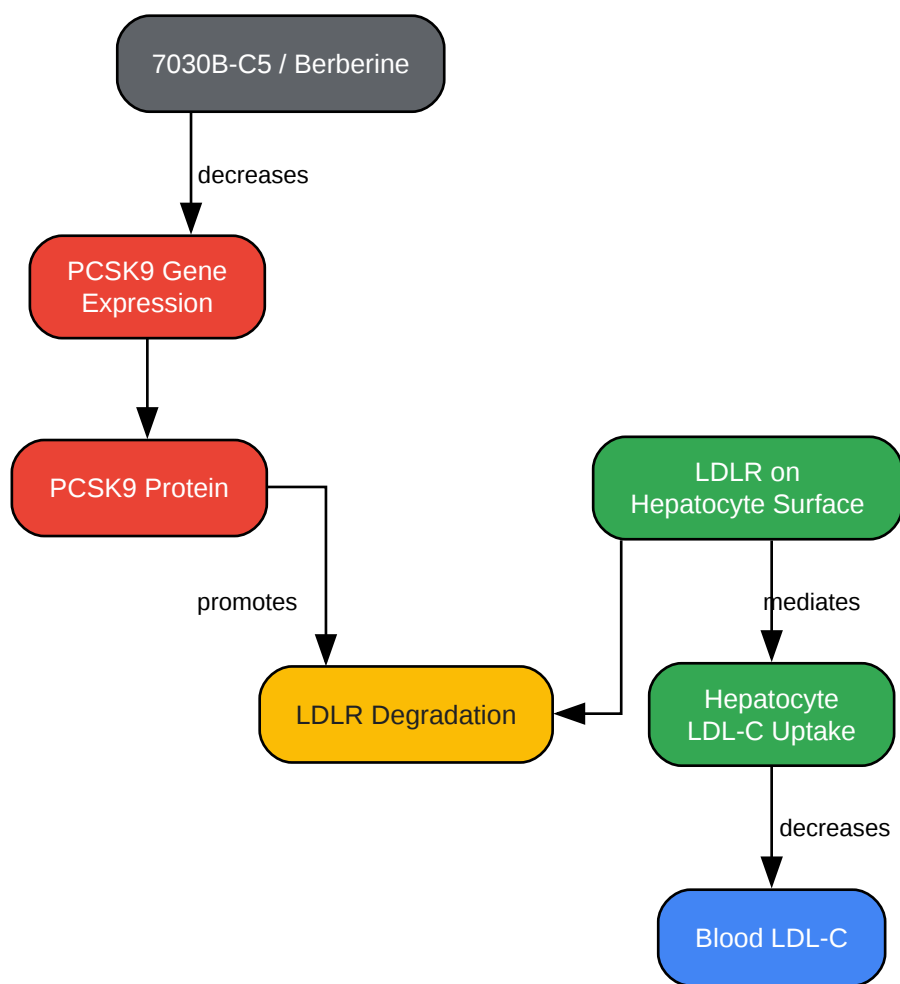 7030B-C5 / Berberine
decreases
PCSK9 Gene
Expression
PCSK9 Protein
LDLR on
Hepatocyte Surface
promotes
mediates
LDLR Degradation
Hepatocyte
LDL-C Uptake
decreases
Blood LDL-C